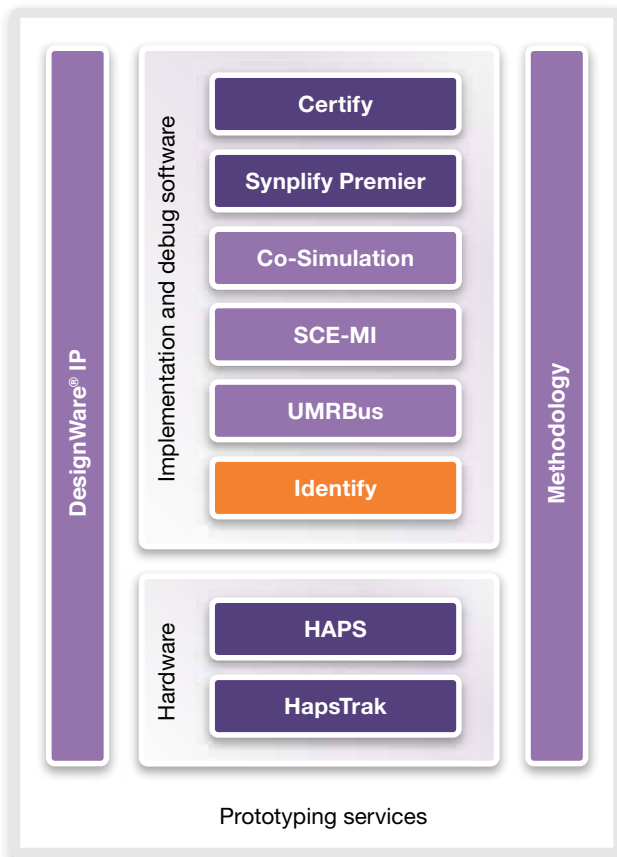 DesignWare® IP
Implementation and debug software
Certify
Synplify Premier
Co-Simulation
SCE-MI
UMRBus
Identify
Hardware
HAPS
HapsTrak
Methodology
Prototyping services